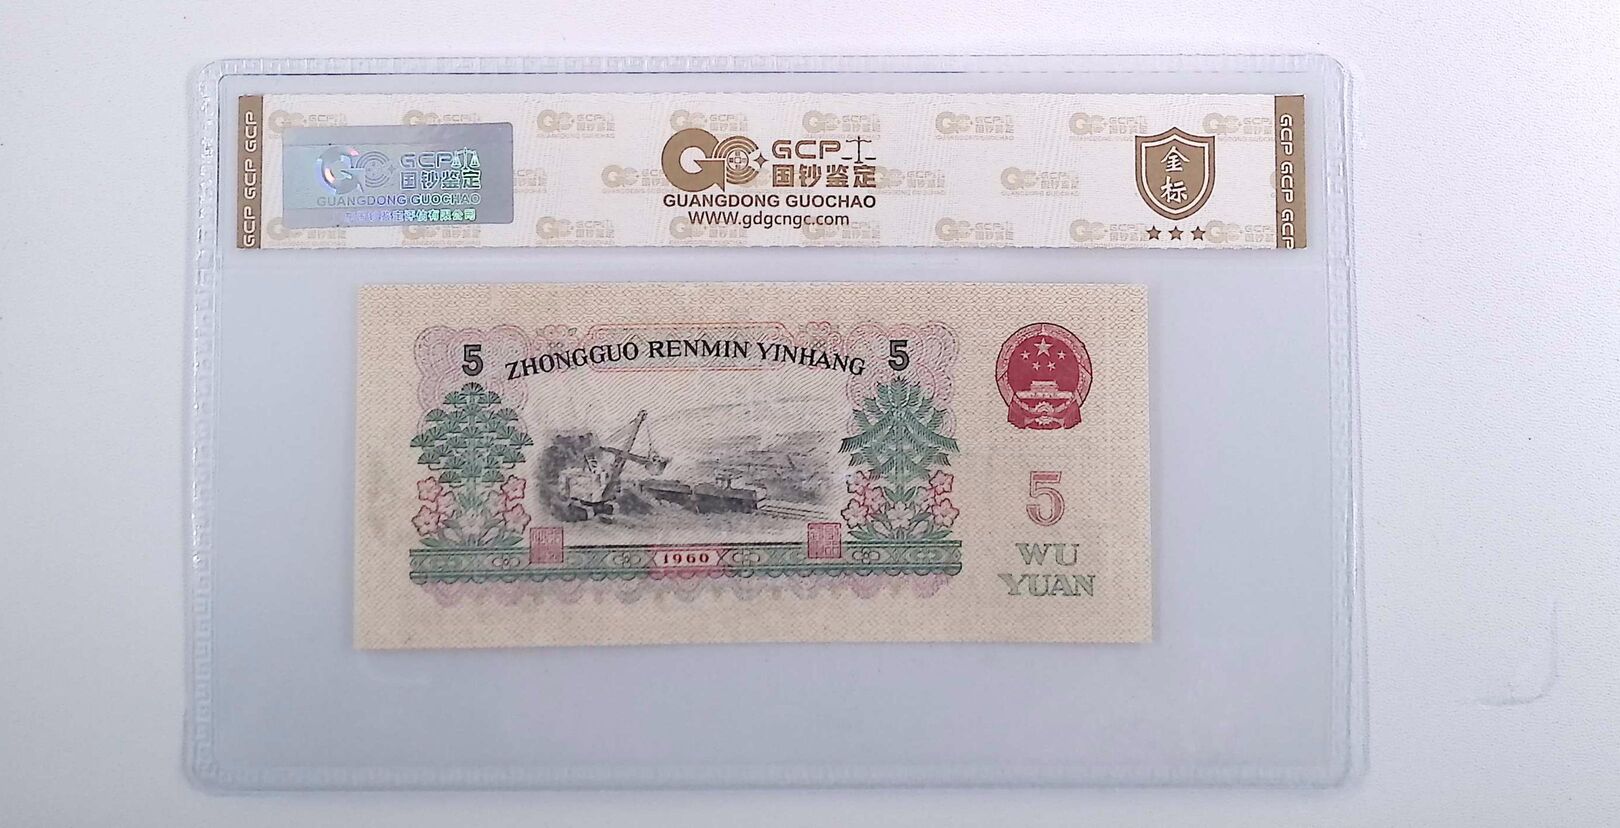 GCP GCP GCP
GCP
国钞鉴定
GUANGDONG GUOCHAO
GCP
国钞鉴定
GUANGDONG GUOCHAO
WWW.gdgcngc.com
金标
GCP GCP GCP
5 ZHONGGUO RENMIN YINHANG 5
1960
5
WU
YUAN